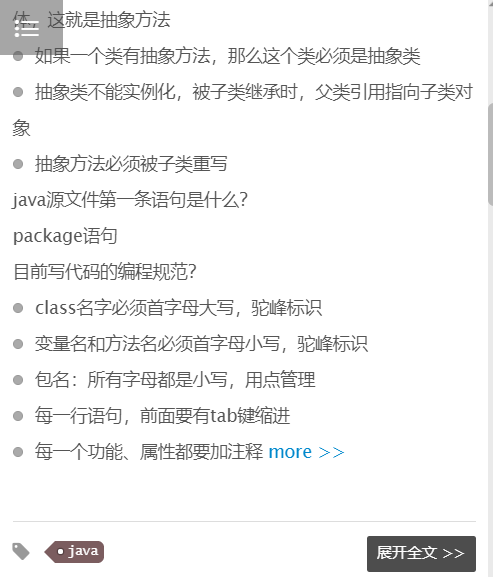 体，这就是抽象方法
如果一个类有抽象方法，那么这个类必须是抽象类
抽象类不能实例化，被子类继承时，父类引用指向子类对
象
抽象方法必须被子类重写
java源文件第一条语句是什么？
package语句
目前写代码的编程规范？
class名字必须首字母大写，驼峰标识
变量名和方法名必须首字母小写，驼峰标识
包名：所有字母都是小写，用点管理
每一行语句，前面要有tab键缩进
每一个功能、属性都要加注释 more >>
java
展开全文 >>